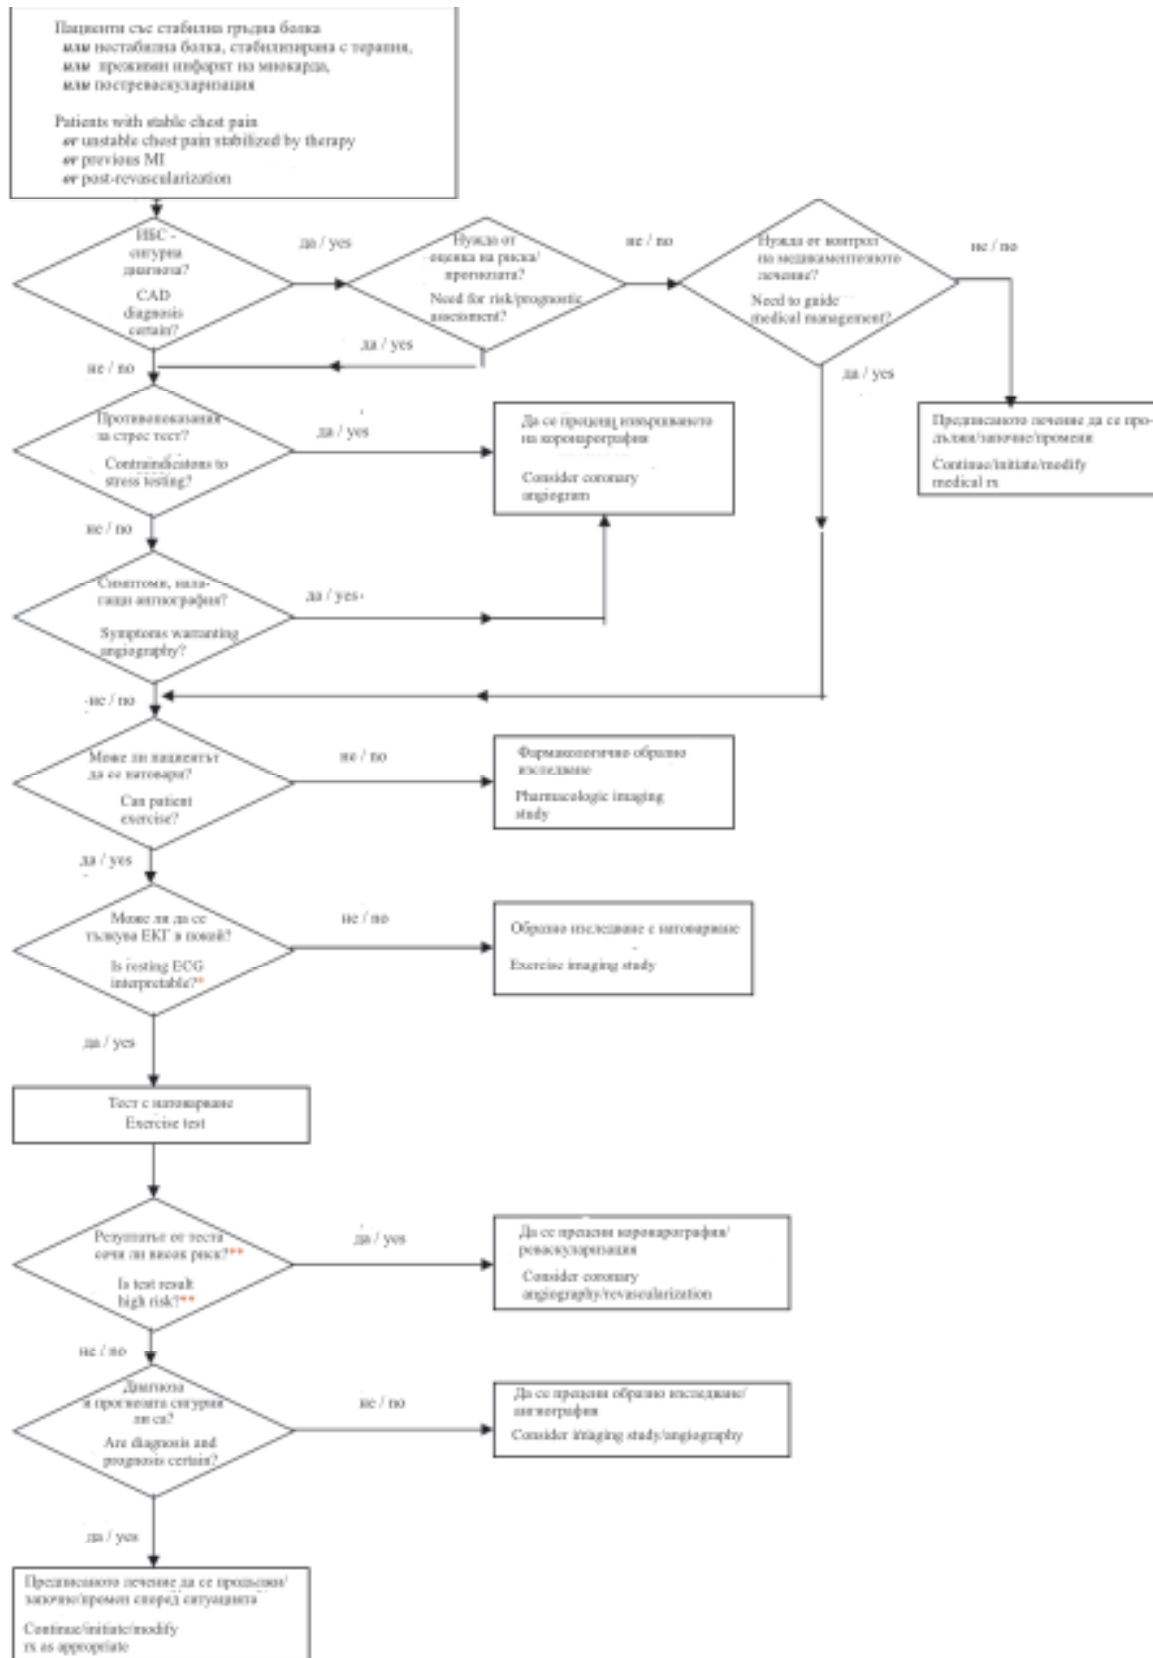 Пациенти със стабилна гръдна болка
или нестабилна болка, стабилизирана с терапия,
или преживян инфаркт на миокарда,
или постреваскуларизация
Patients with stable chest pain
or unstable chest pain stabilized by therapy
or previous MI
or post-revascularization
ИБС -
сигурна
диагноза?
CAD
diagnosis
certain?
да / yes
Нужда от
оценка на риска/
прогнозата?
Need for risk/prognostic
assessment?
не / no
Нужда от контрол
на медикаментозното
лечение?
Need to guide
medical management?
не / no
да / yes
не / no
да / yes
Противопоказания
за стрес тест?
Contraindicatons to
stress testing?
да / yes
Да се прецени извършването
на коронарография
Consider coronary
angiogram
Предписаното лечение да се про-
дължи/започне/промени
Continue/initiate/modify
medical rx
не / no
Симптоми, нала-
гащи ангиография?
Symptoms warranting
angiography?
да / yes
не / no
Може ли пациентът
да се натовари?
Can patient
exercise?
не / no
Фармакологично образно
изследване
Pharmacologic imaging
study
да / yes
Може ли да се
тълкува ЕКГ в покой?
Is resting ECG
interpretable?*
не / no
Образно изследване с натоварване
Exercise imaging study
да / yes
Тест с натоварване
Exercise test
Резултатът от теста
сочи ли висок риск?**
Is test result
high risk?**
да / yes
Да се прецени коронарография/
реваскуларизация
Consider coronary
angiography/revascularization
не / no
Диагноза
и прогнозата сигурни
ли са?
Are diagnosis and
prognosis certain?
не / no
Да се прецени образно изследване/
ангиография
Consider imaging study/angiography
да / yes
Предписаното лечение да се продължи/
започне/промен според ситуацията
Continue/initiate/modify
rx as appropriate